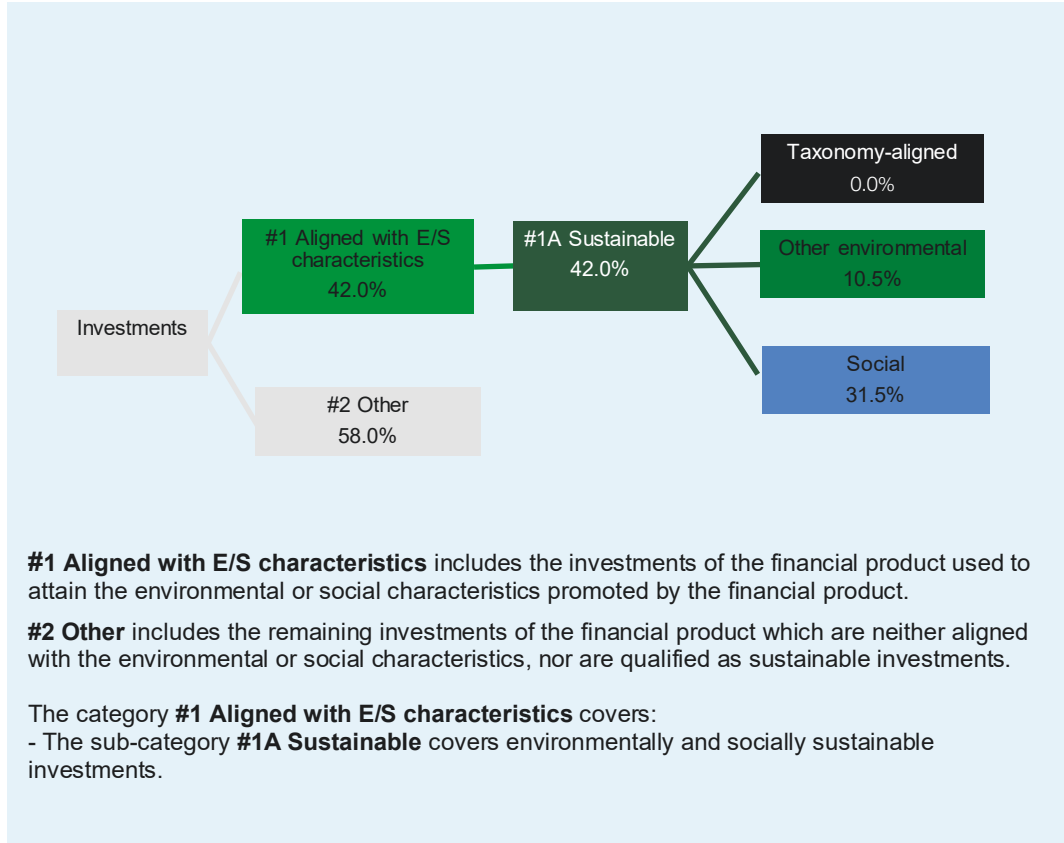 Taxonomy-aligned
0.0%
#1 Aligned with E/S
characteristics
42.0%
#1A Sustainable
42.0%
Other environmental
10.5%
Investments
Social
31.5%
#2 Other
58.0%
#1 Aligned with E/S characteristics includes the investments of the financial product used to
attain the environmental or social characteristics promoted by the financial product.
#2 Other includes the remaining investments of the financial product which are neither aligned
with the environmental or social characteristics, nor are qualified as sustainable investments.
The category #1 Aligned with E/S characteristics covers:
- The sub-category #1A Sustainable covers environmentally and socially sustainable
investments.